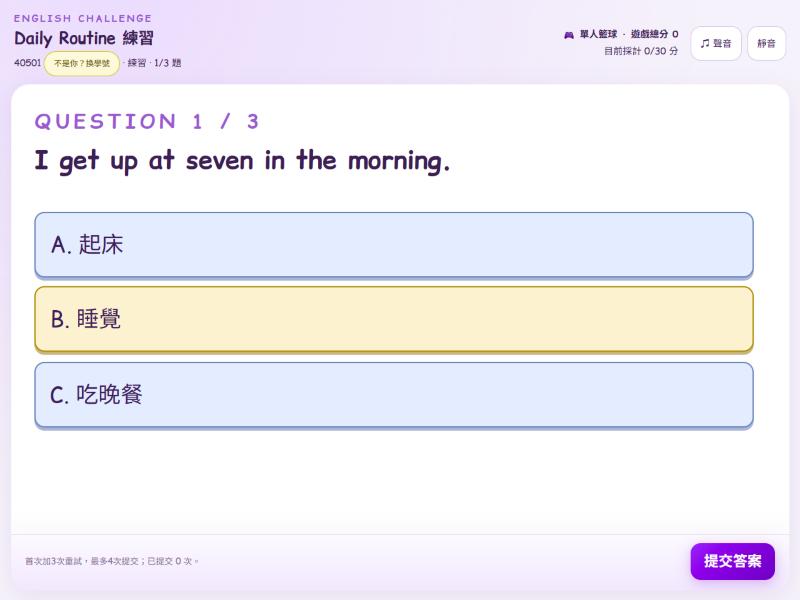 ENGLISH CHALLENGE
Daily Routine 練習
40501 不是你？換學號 · 練習 · 1/3 題
🎮 單人籃球 · 遊戲總分 0
目前採計 0/30 分
♫ 聲音
靜音
QUESTION 1 / 3
I get up at seven in the morning.
A. 起床
B. 睡覺
C. 吃晚餐
首次加3次重試，最多4次提交；已提交 0 次。
提交答案